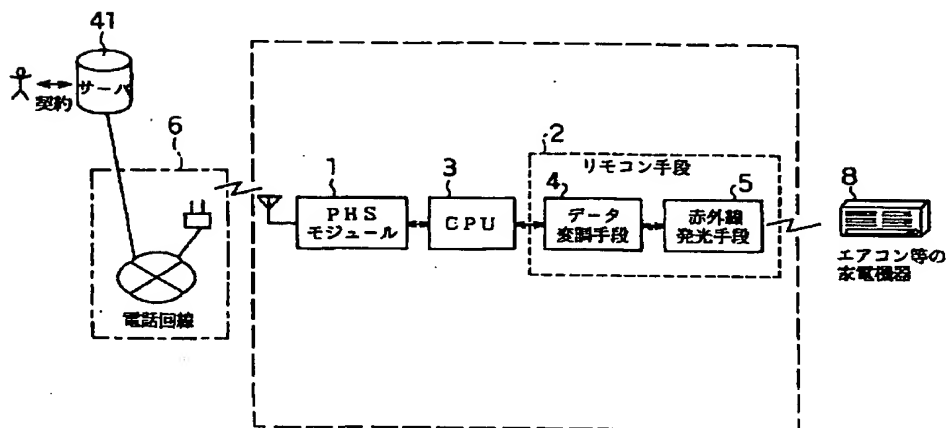 41
サーバ
契約
6
電話回線
1
PHS
モジュール
3
CPU
2
リモコン手段
4
データ
変調手段
5
赤外線
発光手段
8
エアコン等の
家電機器